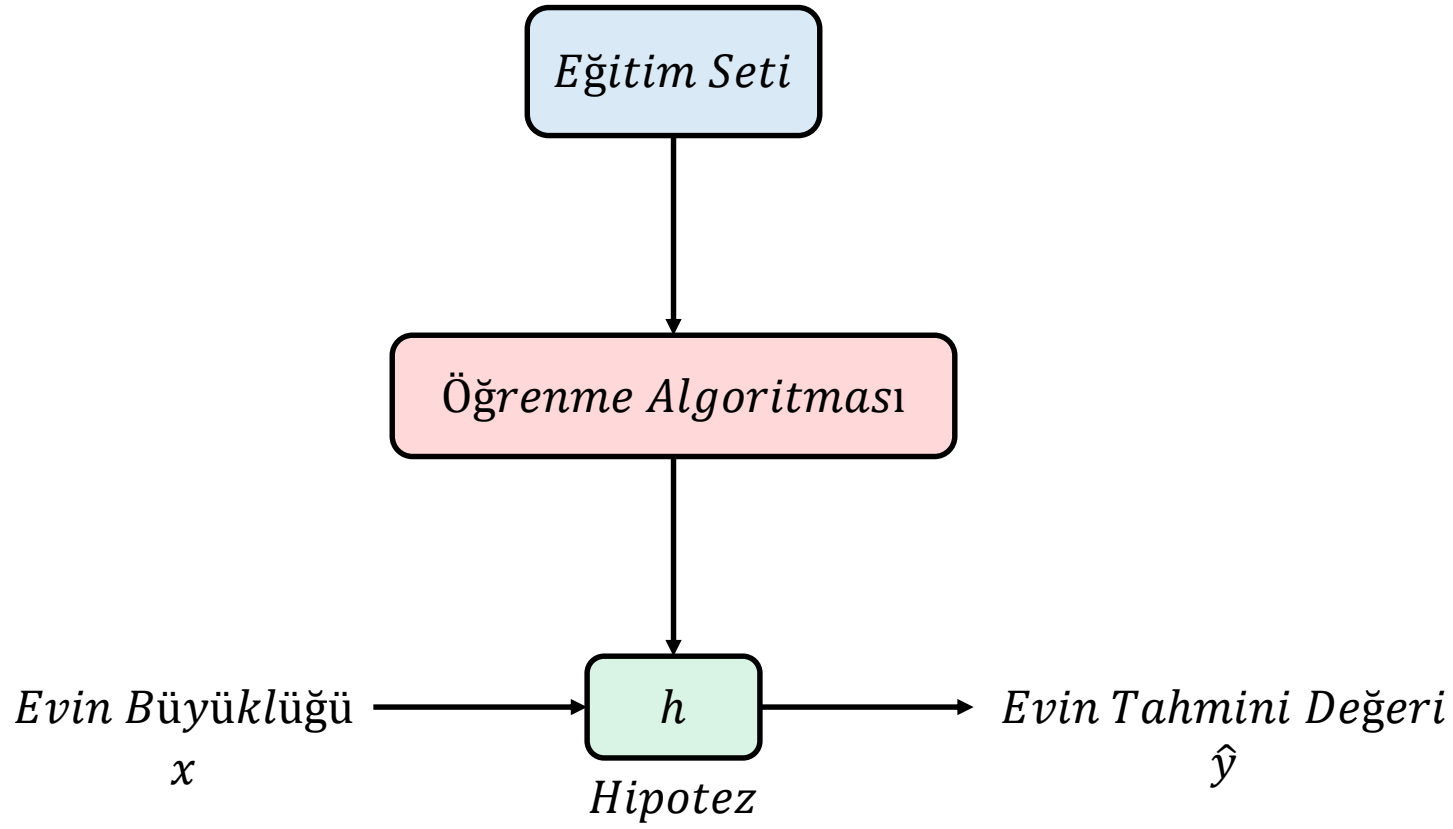 Eğitim Seti
Öğrenme Algoritması
Evin Büyüklüğü
x
h
Hipotez
Evin Tahmini Değeri
ŷ